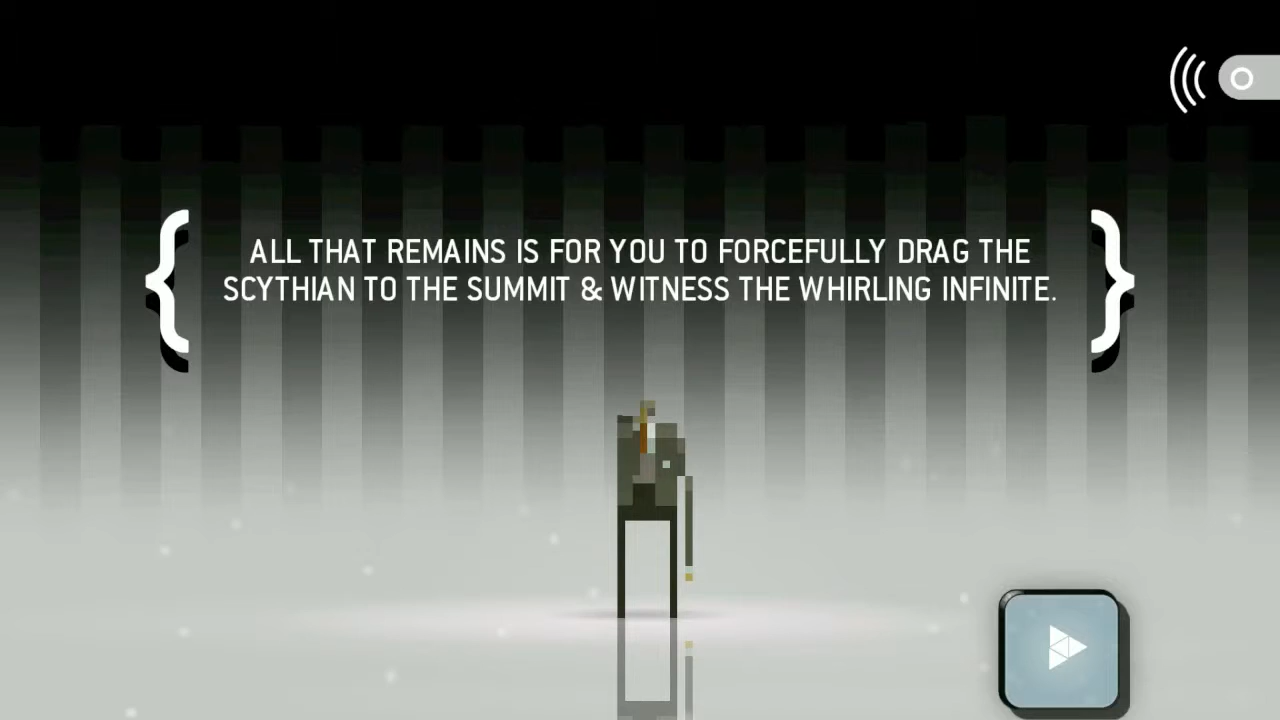 ALL THAT REMAINS IS FOR YOU TO FORCEFULLY DRAG THE
SCYTHIAN TO THE SUMMIT & WITNESS THE WHIRLING INFINITE.